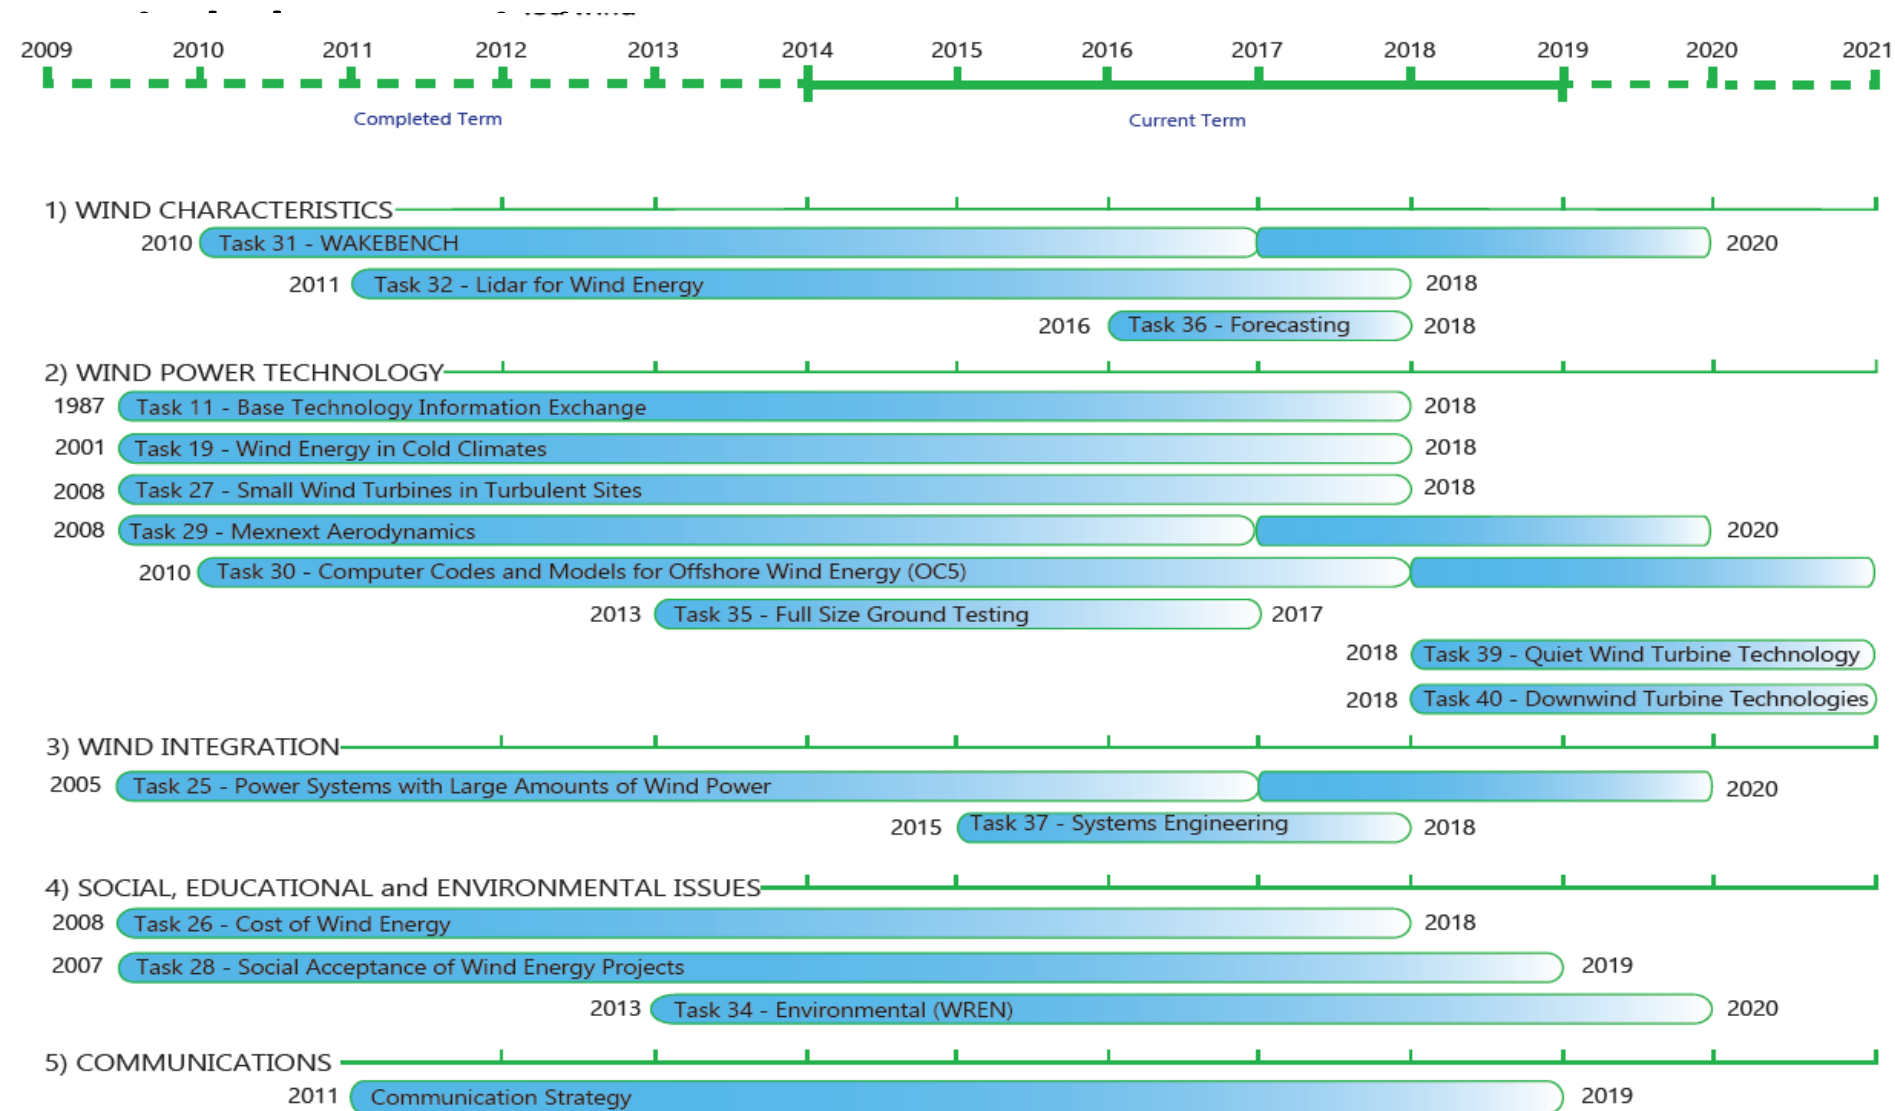 2009 2010 2011 2012 2013 2014 2015 2016 2017 2018 2019 2020 2021
Completed Term Current Term
1) WIND CHARACTERISTICS
2010 Task 31 - WAKEBENCH 2020
2011 Task 32 - Lidar for Wind Energy 2018
2016 Task 36 - Forecasting 2018
2) WIND POWER TECHNOLOGY
1987 Task 11 - Base Technology Information Exchange 2018
2001 Task 19 - Wind Energy in Cold Climates 2018
2008 Task 27 - Small Wind Turbines in Turbulent Sites 2018
2008 Task 29 - Mexnext Aerodynamics 2020
2010 Task 30 - Computer Codes and Models for Offshore Wind Energy (OC5)
2013 Task 35 - Full Size Ground Testing 2017
2018 Task 39 - Quiet Wind Turbine Technology
2018 Task 40 - Downwind Turbine Technologies
3) WIND INTEGRATION
2005 Task 25 - Power Systems with Large Amounts of Wind Power 2020
2015 Task 37 - Systems Engineering 2018
4) SOCIAL, EDUCATIONAL and ENVIRONMENTAL ISSUES
2008 Task 26 - Cost of Wind Energy 2018
2007 Task 28 - Social Acceptance of Wind Energy Projects 2019
2013 Task 34 - Environmental (WREN) 2020
5) COMMUNICATIONS
2011 Communication Strategy 2019